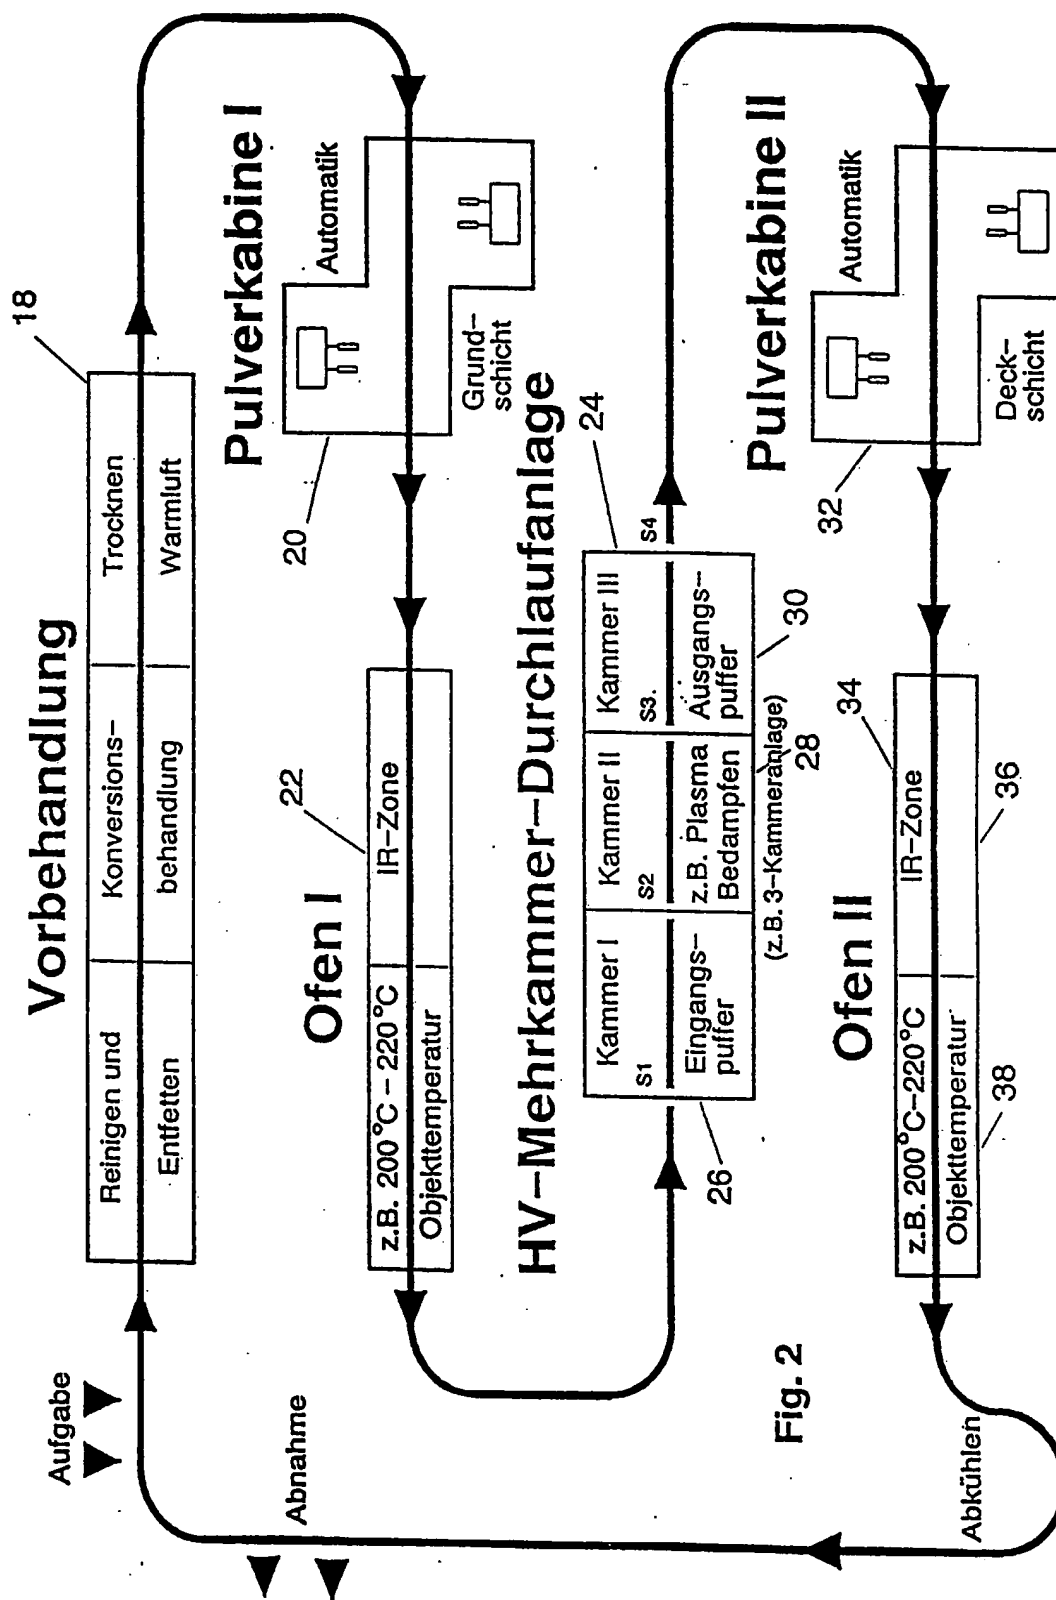 Aufgabe
Abnahme
Vorbehandlung
18
Reinigen und
Entfetten
Konversions-
behandlung
Trocknen
Warmluft
Pulverkabine I
Automatik
20
Grund-
schicht
Ofen I
22
IR-Zone
z.B. 200°C-220°C
Objekttemperatur
HV-Mehrkammer-Durchlaufanlage
24
Kammer I
S1
Eingangs-
puffer
26
Kammer II
S2
z.B. Plasma
Bedampfen
28
Kammer III
S3.
Ausgangs-
puffer
30
S4
(z.B. 3-Kammeranlage)
Pulverkabine II
Automatik
32
Deck-
schicht
Ofen II
34
IR-Zone
36
z.B. 200°C-220°C
Objekttemperatur
38
Abkühlen
Fig. 2